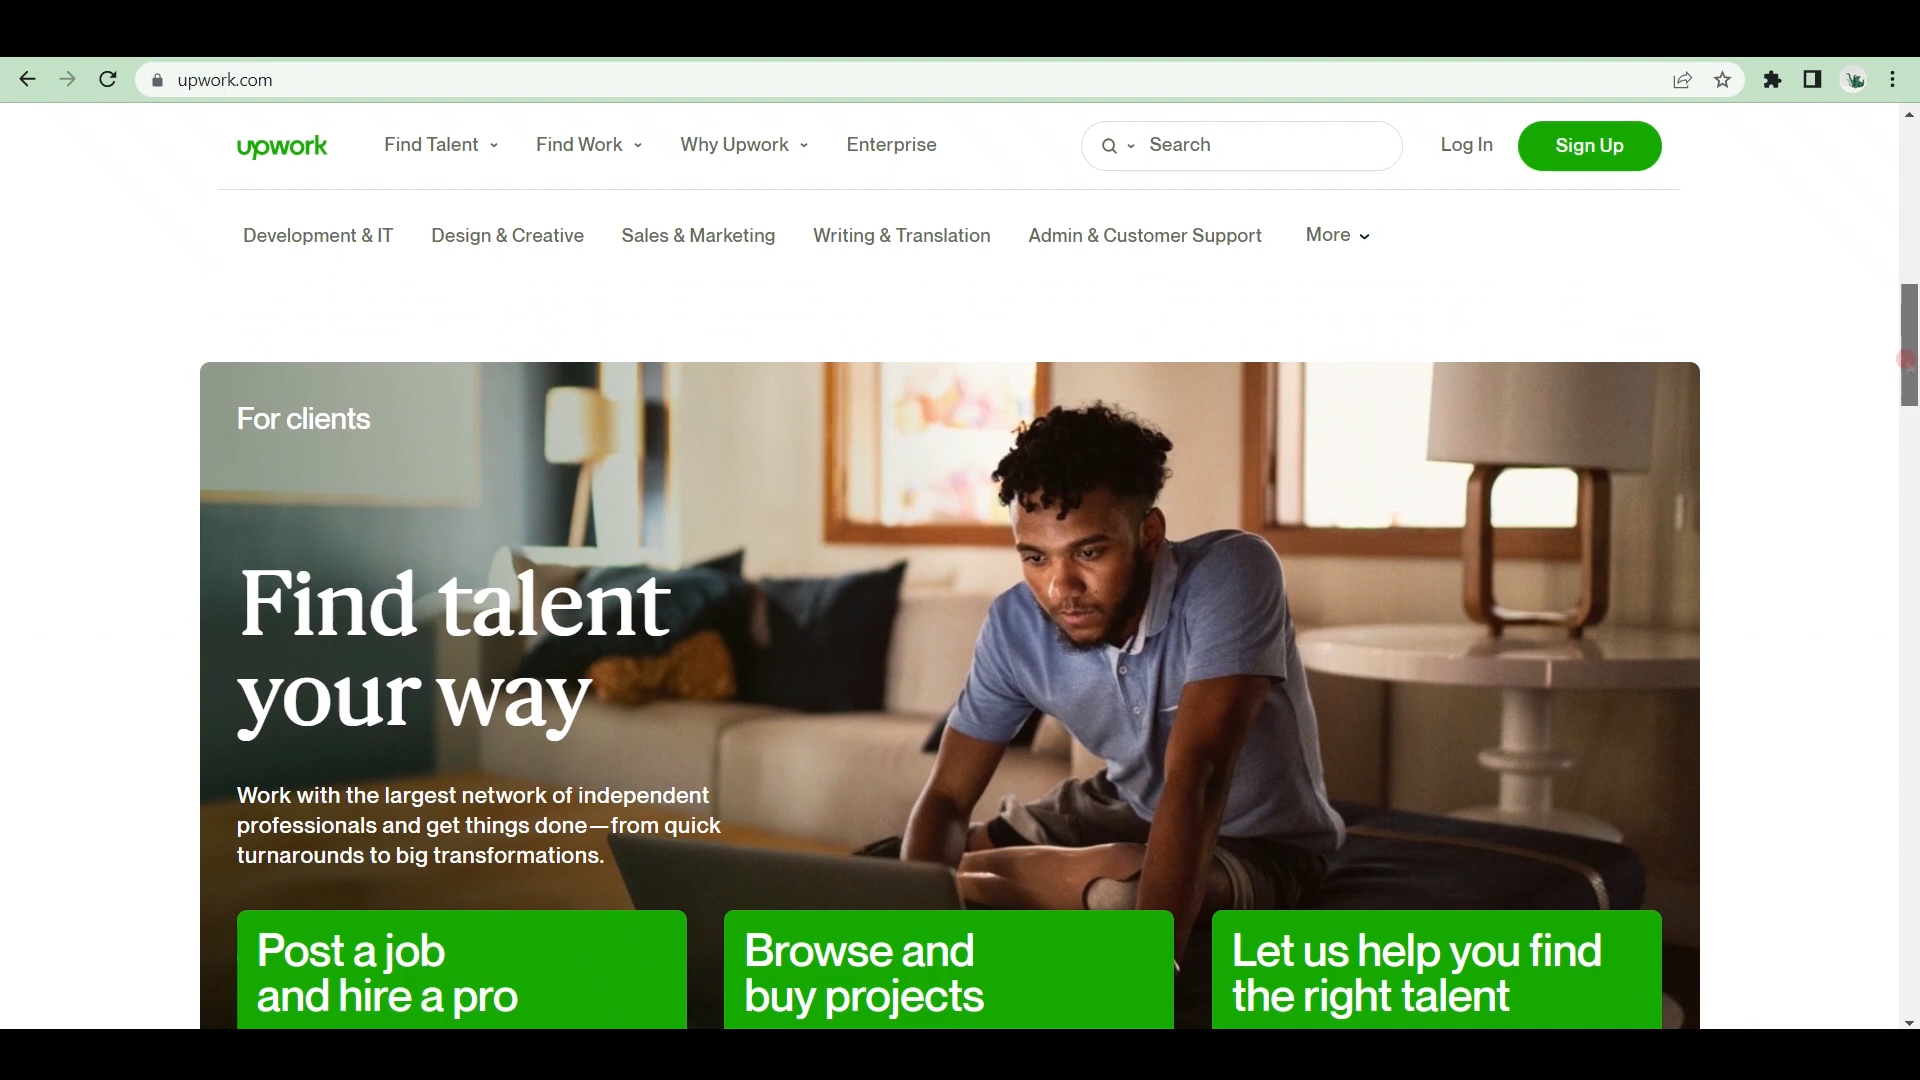 upwork.com
upwork
Find Talent
Find Work
Why Upwork
Enterprise
Search
Log In
Sign Up
Development & IT
Design & Creative
Sales & Marketing
Writing & Translation
Admin & Customer Support
More
For clients
Find talent
your way
Work with the largest network of independent
professionals and get things done—from quick
turnarounds to big transformations.
Post a job
and hire a pro
Browse and
buy projects
Let us help you find
the right talent